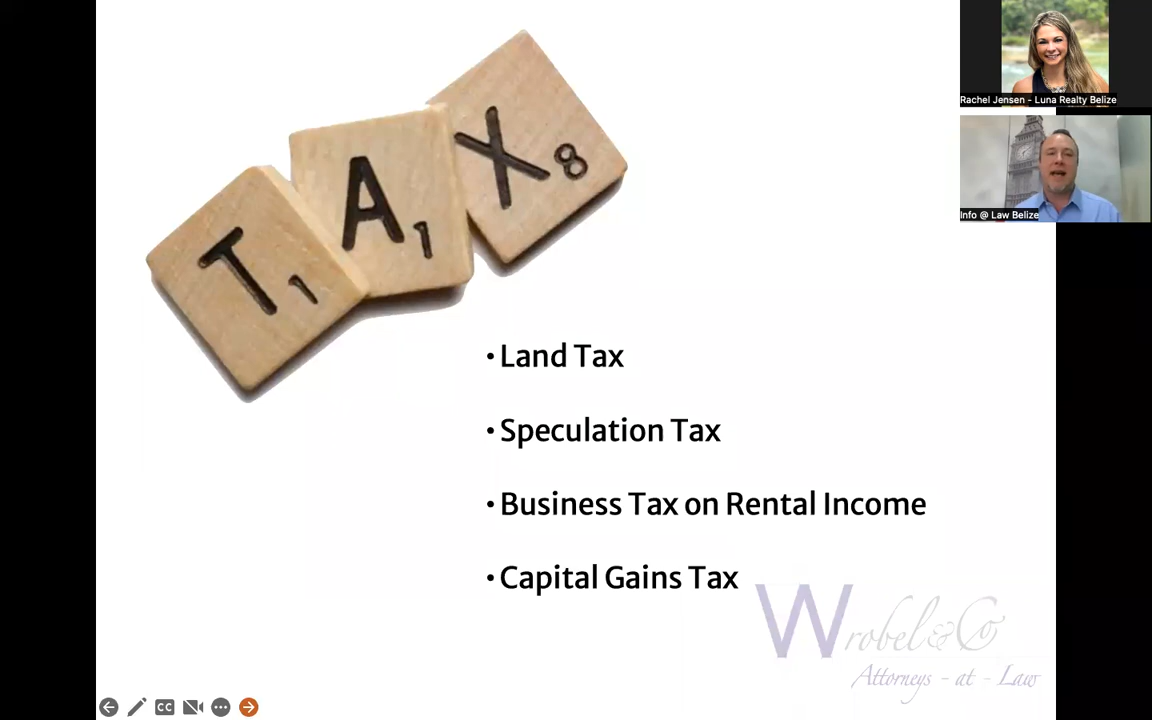 T1 A1 X8
• Land Tax
• Speculation Tax
• Business Tax on Rental Income
• Capital Gains Tax
Wrobel & Co
Attorneys - at - Law
Rachel Jensen - Luna Realty Belize
Info @ Law Belize
CC